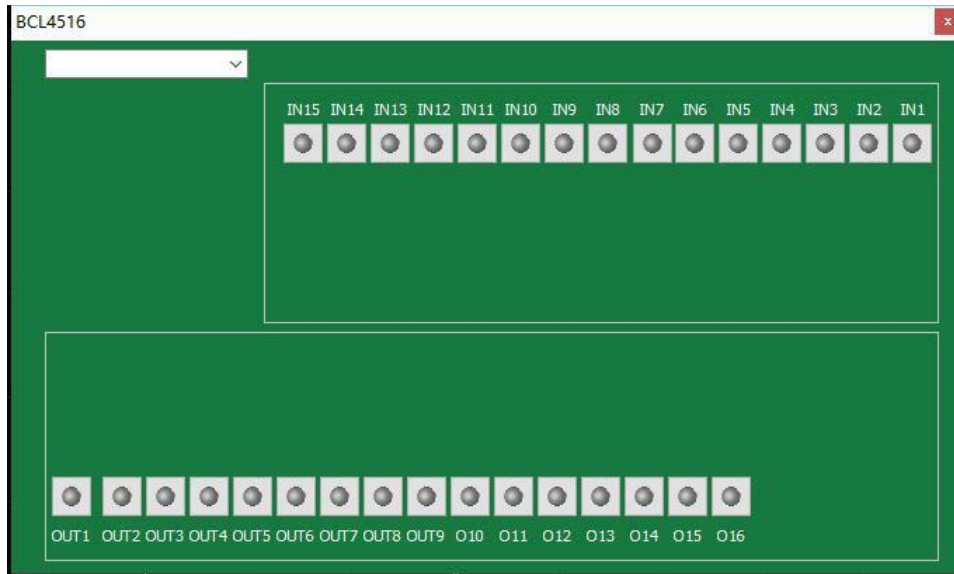 BCL4516
x
IN15 IN14 IN13 IN12 IN11 IN10 IN9 IN8 IN7 IN6 IN5 IN4 IN3 IN2 IN1
OUT1 OUT2 OUT3 OUT4 OUT5 OUT6 OUT7 OUT8 OUT9 O10 O11 O12 O13 O14 O15 O16